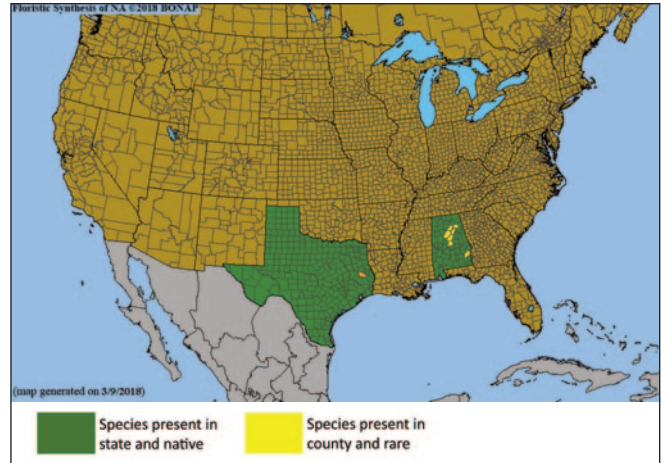 Floristic Synthesis of NA ©2018 BONAP
(map generated on 3/9/2018)
Species present in
state and native
Species present in
county and rare